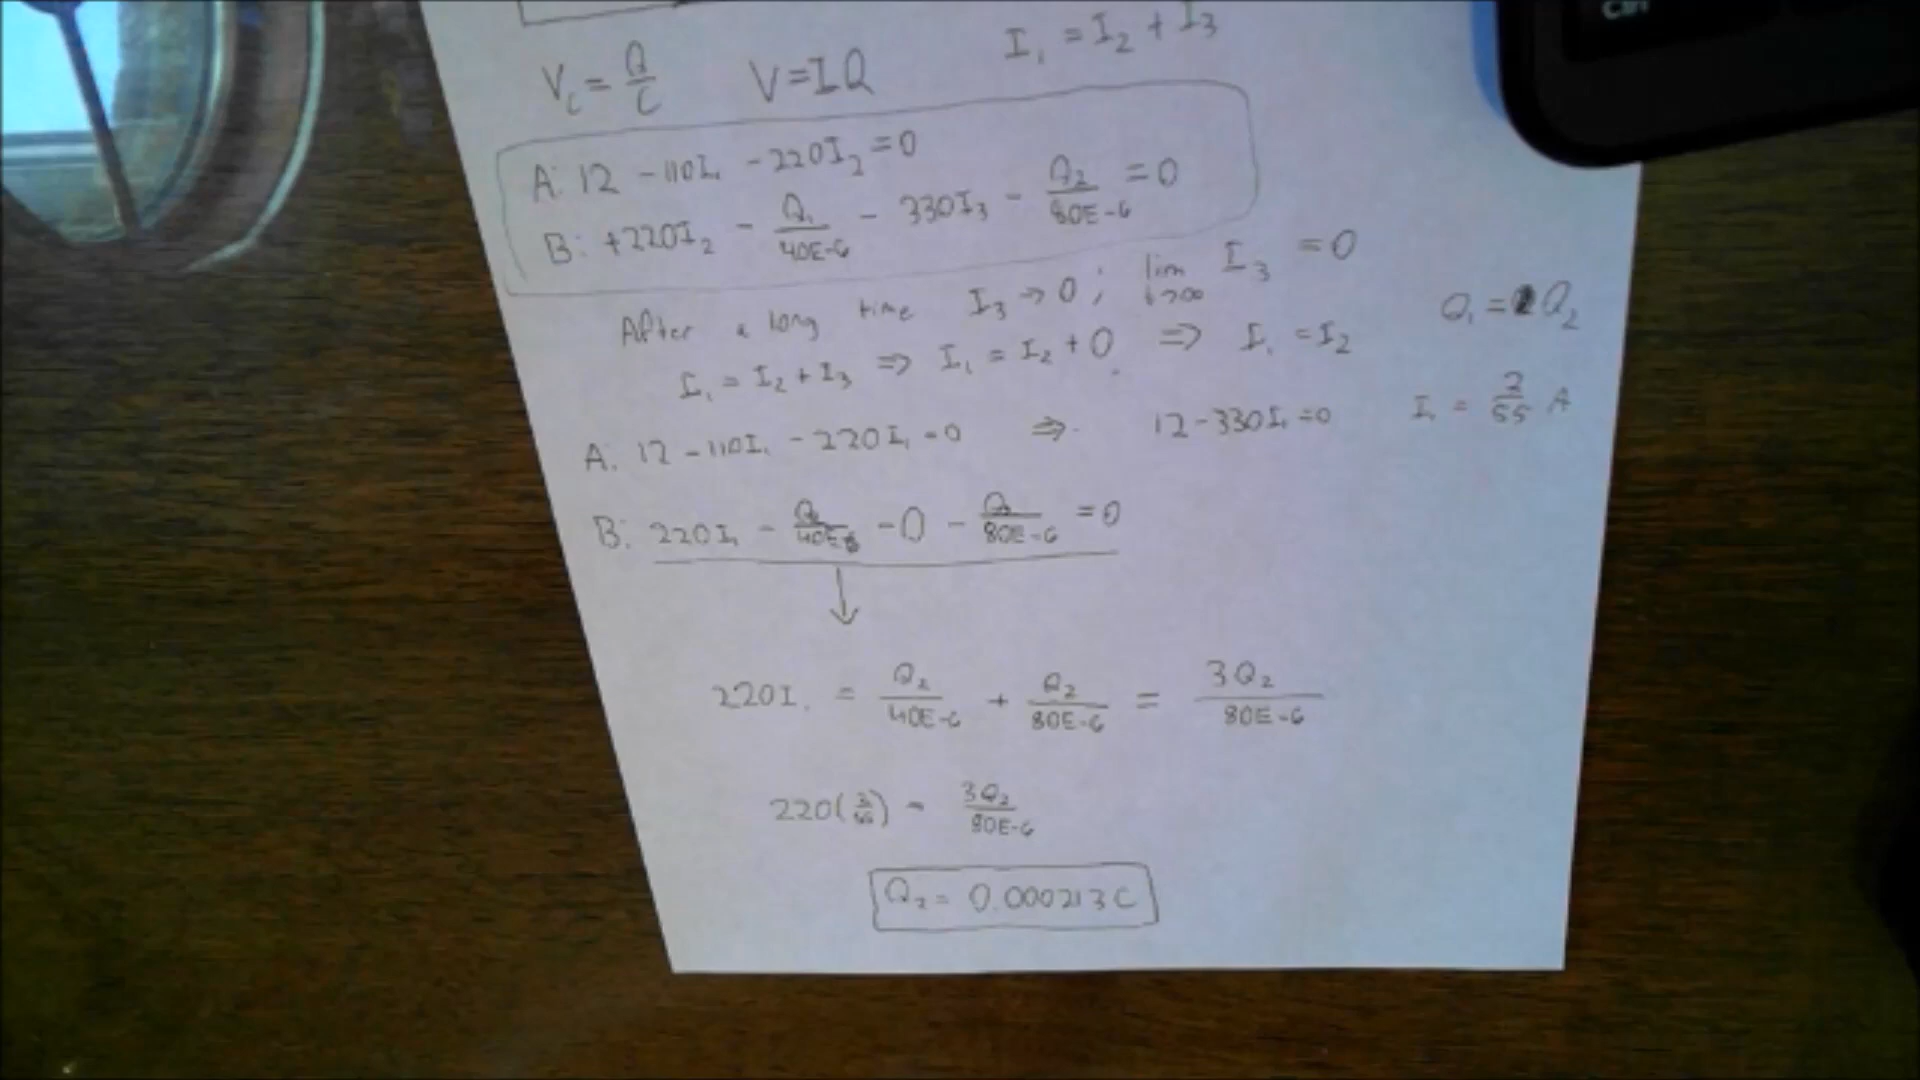 Ctrl
V_C = Q/C    V=IQ    I₁ = I₂ + I₃
A: 12 - 110I₁ - 220I₂ = 0
B: +220I₂ - Q₁/40E-6 - 330I₃ - Q₂/80E-6 = 0
After a long time I₃ → 0; lim t→∞ I₃ = 0
I₁ = I₂ + I₃ ⇒ I₁ = I₂ + 0 ⇒ I₁ = I₂    Q₁ = Q₂
A. 12 - 110I₁ - 220I₁ = 0 ⇒ 12 - 330I₁ = 0    I₁ = 2/55 A
B: 220I₁ - Q₂/40E-6 - 0 - Q₂/80E-6 = 0
↓
220I₁ = Q₂/40E-6 + Q₂/80E-6 = 3Q₂/80E-6
220(2/55) = 3Q₂/80E-6
Q₂ = 0.000213C